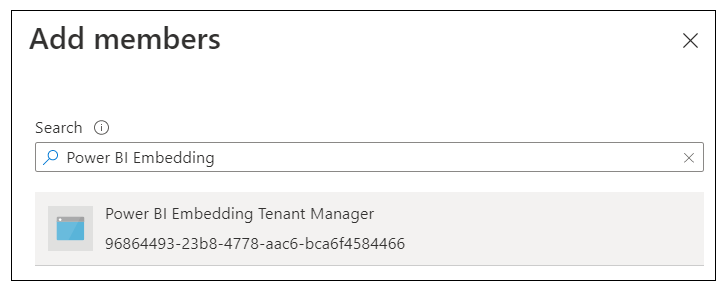 Add members
Search
Power BI Embedding
Power BI Embedding Tenant Manager
96864493-23b8-4778-aac6-bca6f4584466